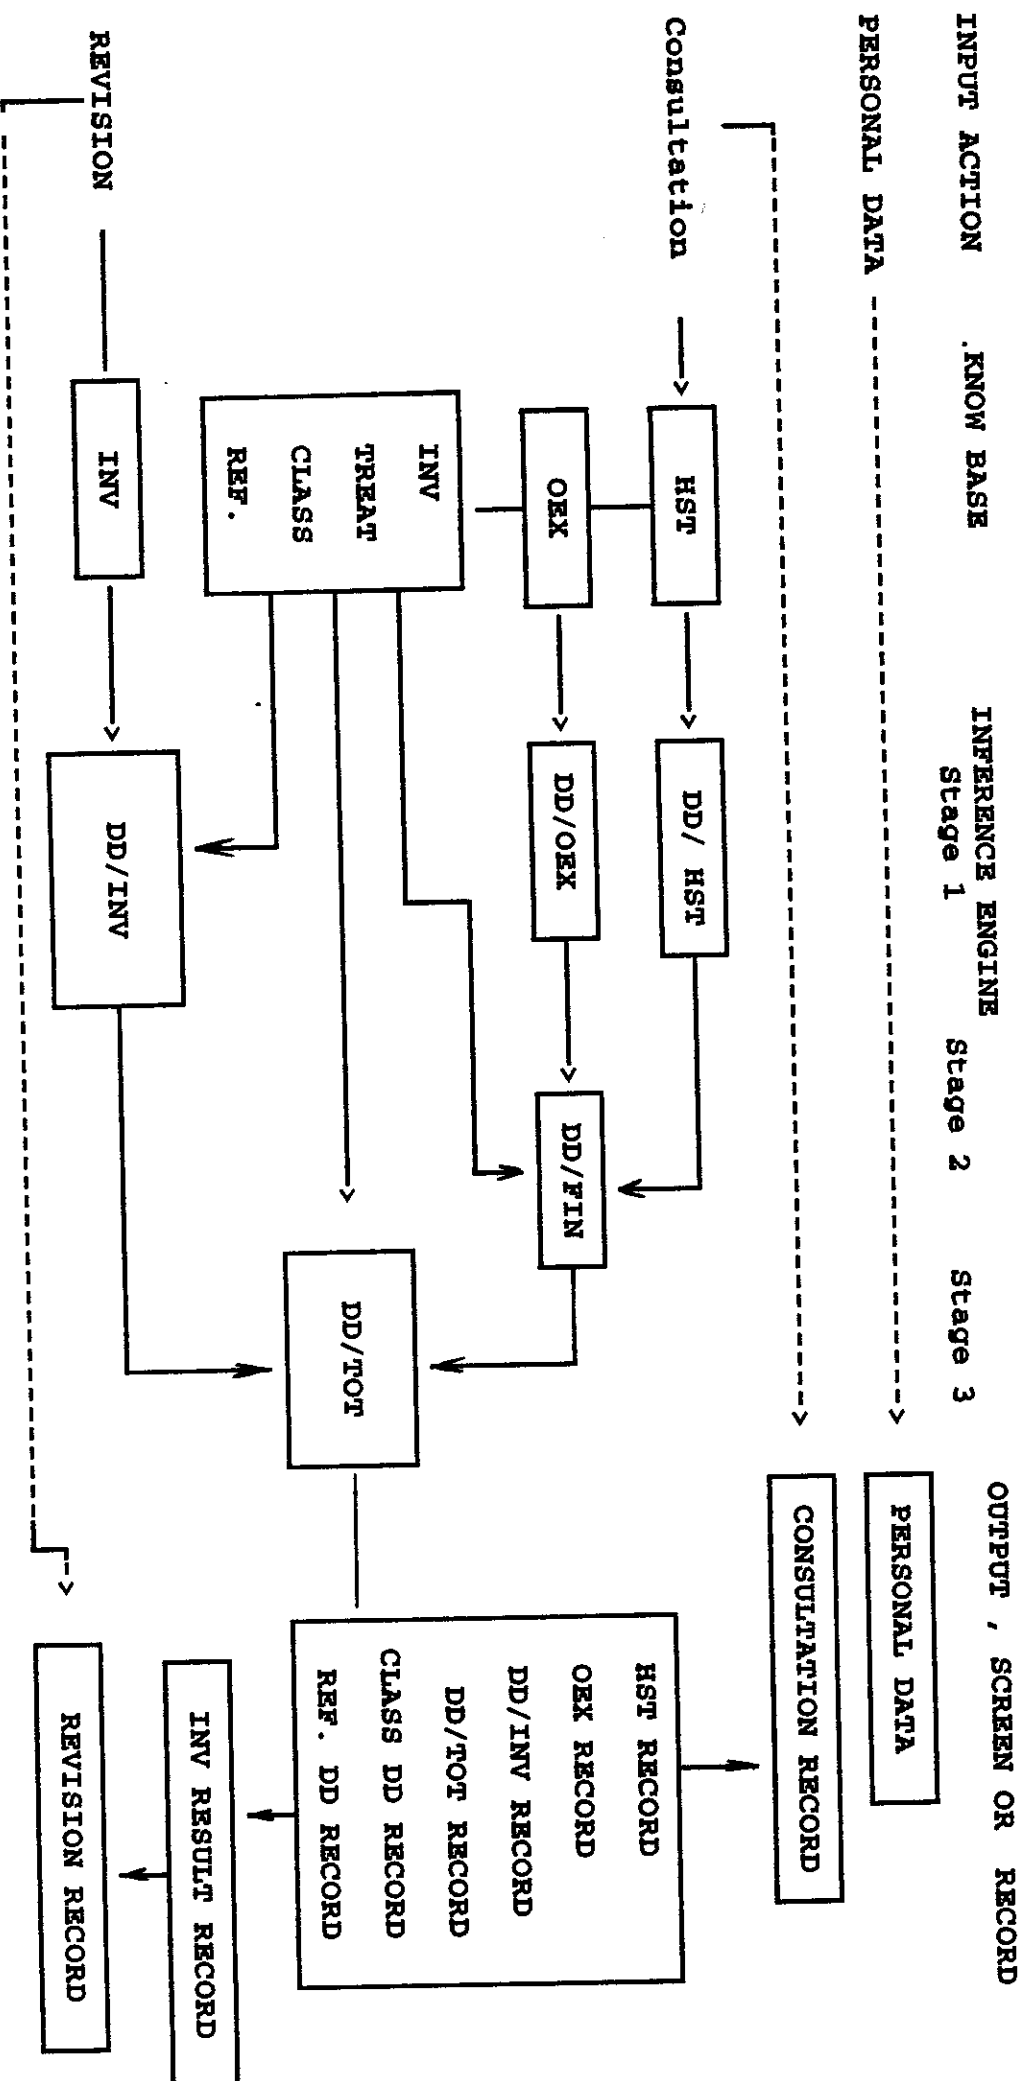 INPUT ACTION
.KNOW BASE
INFERENCE ENGINE
Stage 1
Stage 2
Stage 3
OUTPUT , SCREEN OR RECORD
PERSONAL DATA
PERSONAL DATA
CONSULTATION RECORD
Consultation
HST
DD/ HST
OEX
DD/OEX
DD/FIN
INV
TREAT
CLASS
REF.
DD/TOT
HST RECORD
OEX RECORD
DD/INV RECORD
DD/TOT RECORD
CLASS DD RECORD
REF. DD RECORD
REVISION
INV
DD/INV
INV RESULT RECORD
REVISION RECORD